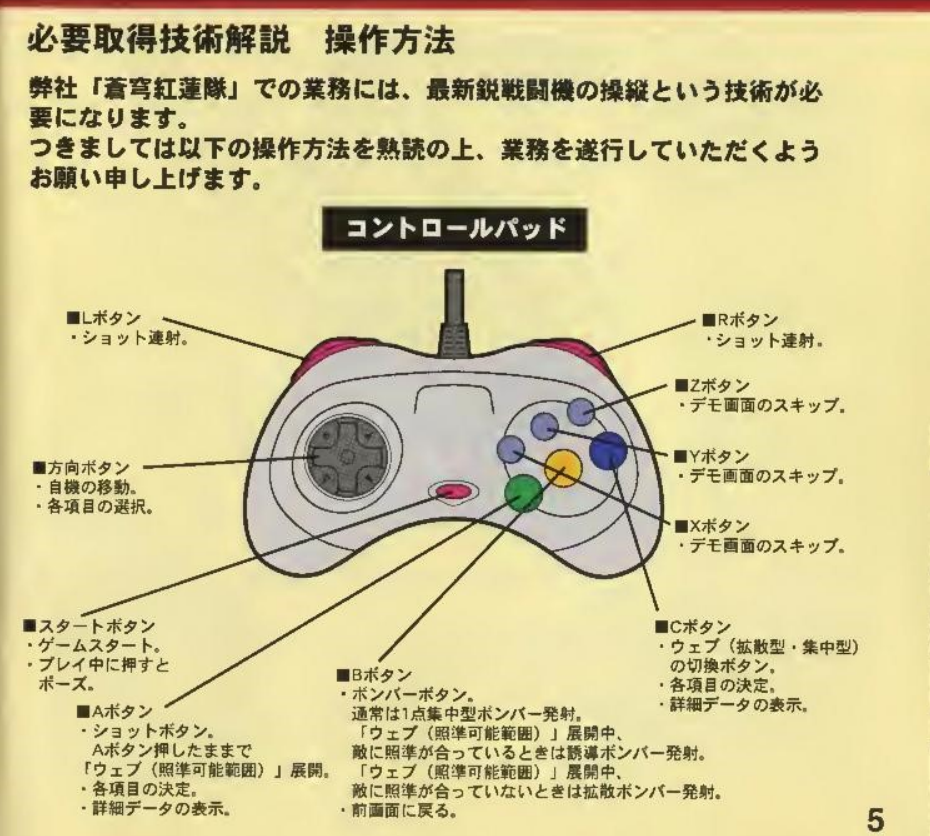 必要取得技術解説　操作方法
弊社「蒼穹紅蓮隊」での業務には、最新鋭戦闘機の操縦という技術が必
要になります。
つきましては以下の操作方法を熟読の上、業務を遂行していただくよう
お願い申し上げます。
コントロールパッド
■Lボタン
・ショット連射。
■Rボタン
・ショット連射。
■Zボタン
・デモ画面のスキップ。
■Yボタン
・デモ画面のスキップ。
■Xボタン
・デモ画面のスキップ。
■方向ボタン
・自機の移動。
・各項目の選択。
■スタートボタン
・ゲームスタート。
・プレイ中に押すと
ポーズ。
■Aボタン
・ショットボタン。
Aボタン押したままで
「ウェブ（照準可能範囲）」展開。
・各項目の決定。
・詳細データの表示。
■Bボタン
・ボンバーボタン。
通常は1点集中型ボンバー発射。
「ウェブ（照準可能範囲）」展開中、
敵に照準が合っているときは誘導ボンバー発射。
「ウェブ（照準可能範囲）」展開中、
敵に照準が合っていないときは拡散ボンバー発射。
・前画面に戻る。
■Cボタン
・ウェブ（拡散型・集中型）
の切換ボタン。
・各項目の決定。
・詳細データの表示。
5